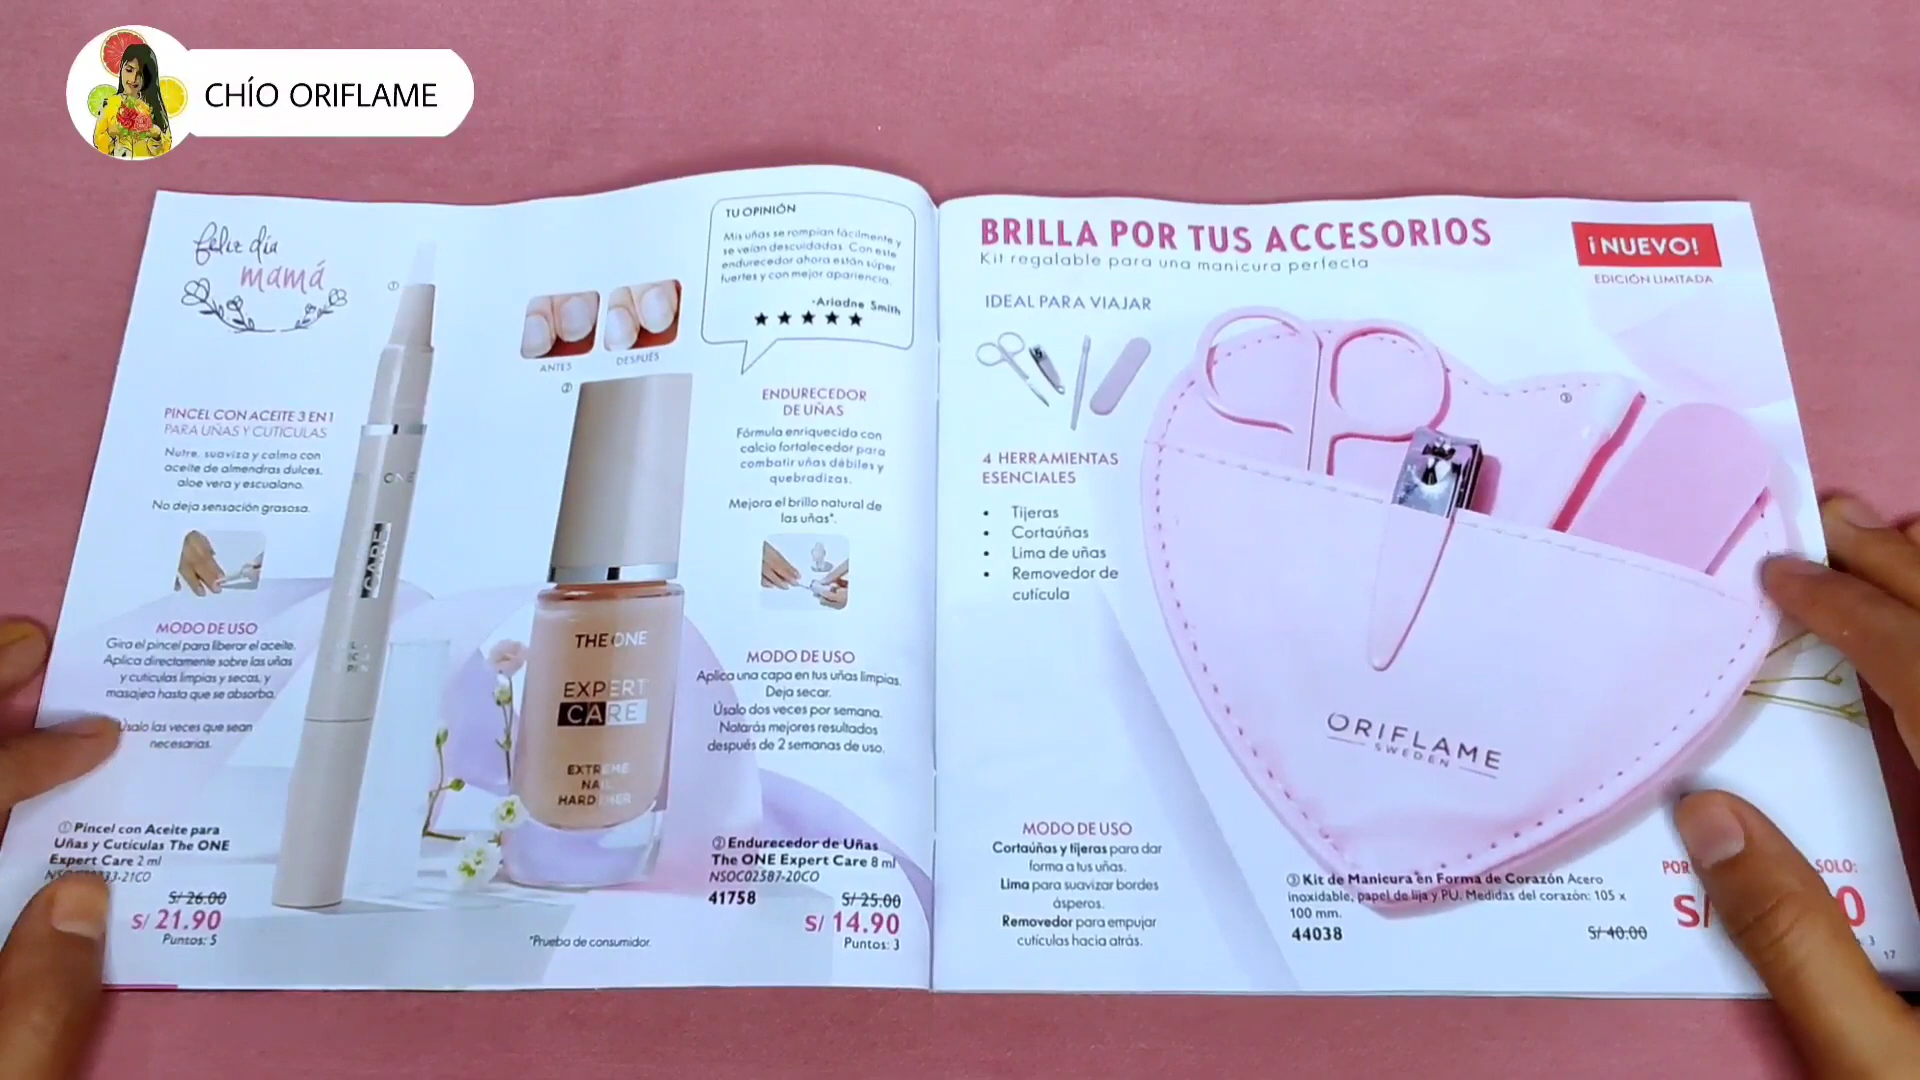 CHÍO ORIFLAME
feliz día
mamá
①
PINCEL CON ACEITE 3 EN 1
PARA UÑAS Y CUTÍCULAS
Nutre, suaviza y calma con
aceite de almendras dulces,
aloe vera y escualano.
No deja sensación grasosa.
MODO DE USO
Gira el pincel para liberar el aceite.
Aplica directamente sobre las uñas
y cutículas limpias y secas, y
masajea hasta que se absorba.
Úsalo las veces que sean
necesarias.
① Pincel con Aceite para
Uñas y Cutículas The ONE
Expert Care 2 ml
S/ 26.00
S/ 21.90
Puntos: 5
CARE
ANTES
DESPUÉS
②
THE ONE
EXPERT
CARE
EXTREME
NAIL
HARDENER
TU OPINIÓN
Mis uñas se rompían fácilmente y
se veían descuidadas. Con este
endurecedor ahora están súper
fuertes y con mejor apariencia.
-Ariadne Smith
★★★★★
ENDURECEDOR
DE UÑAS
Fórmula enriquecida con
calcio fortalecedor para
combatir uñas débiles y
quebradizas.
Mejora el brillo natural de
las uñas*.
MODO DE USO
Aplica una capa en tus uñas limpias.
Deja secar.
Úsalo dos veces por semana.
Notarás mejores resultados
después de 2 semanas de uso.
② Endurecedor de Uñas
The ONE Expert Care 8 ml
NSOC02587-20CO
41758
S/ 25.00
S/ 14.90
Puntos: 3
*Prueba de consumidor.
BRILLA POR TUS ACCESORIOS
Kit regalable para una manicura perfecta
¡NUEVO!
EDICIÓN LIMITADA
IDEAL PARA VIAJAR
③
4 HERRAMIENTAS
ESENCIALES
• Tijeras
• Cortaúñas
• Lima de uñas
• Removedor de
cutícula
ORIFLAME
SWEDEN
MODO DE USO
Cortaúñas y tijeras para dar
forma a tus uñas.
Lima para suavizar bordes
ásperos.
Removedor para empujar
cutículas hacia atrás.
③ Kit de Manicura en Forma de Corazón Acero
inoxidable, papel de lija y PU. Medidas del corazón: 105 x
100 mm.
44038
S/ 40.00
POR
SOLO:
S/
0
3
17